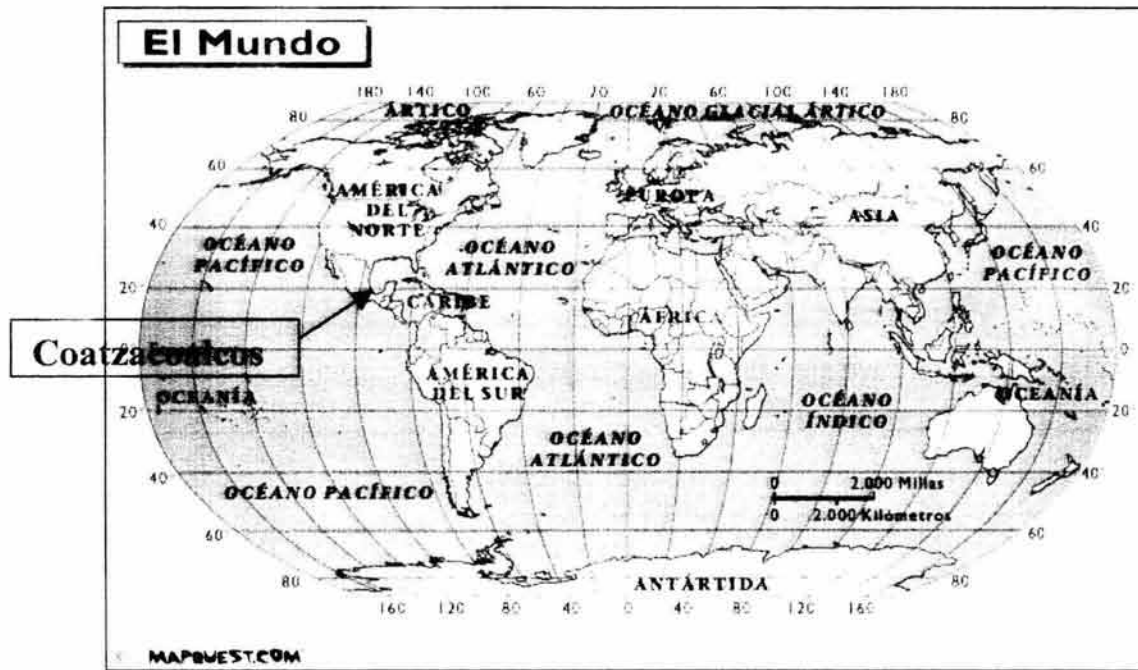 El Mundo
180 140 100 60 20 20 60 100 140 180
ÁRTICO OCÉANO GLACIAL ÁRTICO
80 80
60 60
AMÉRICA
DEL
NORTE
EUROPA
ASIA
40 40
OCÉANO
PACÍFICO
OCÉANO
ATLÁNTICO
OCÉANO
PACÍFICO
20 20
CARIBE
ÁFRICA
Coatzacoalcos
0
AMÉRICA
DEL SUR
OCEANÍA
OCÉANO
ÍNDICO
OCEANÍA
20 20
OCÉANO
ATLÁNTICO
40 40
OCÉANO PACÍFICO
0 2.000 Millas
0 2.000 Kilómetros
60 60
ANTÁRTIDA
80 80
160 120 80 40 0 40 80 120 160
MAPQUEST.COM